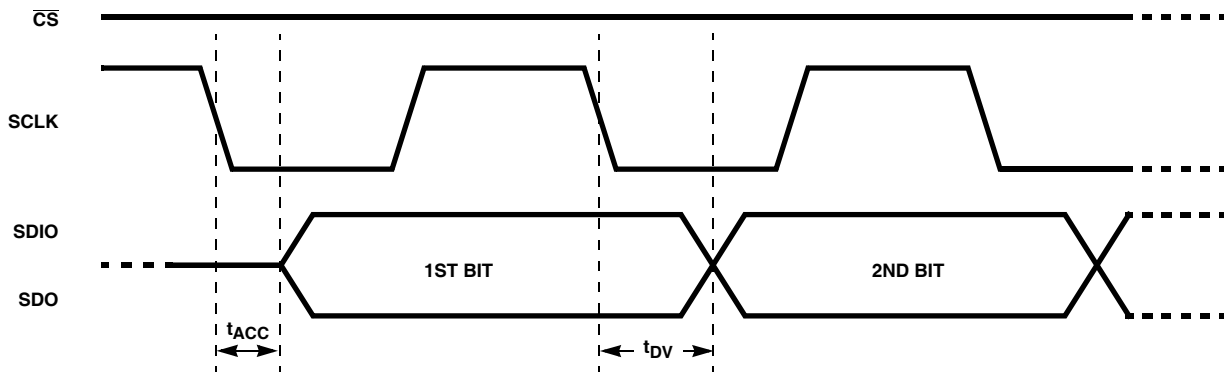 CS
SCLK
SDIO
1ST BIT
2ND BIT
SDO
tACC
tDV